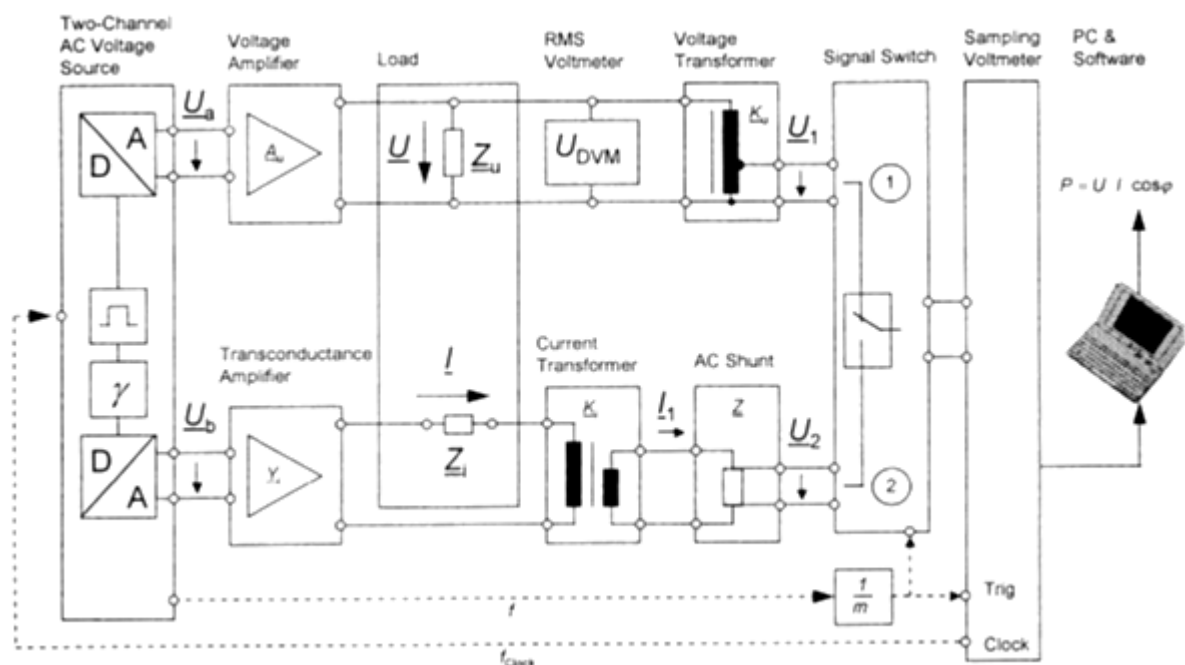 Two-Channel
AC Voltage
Source
Voltage
Amplifier
Load
RMS
Voltmeter
Voltage
Transformer
Signal Switch
Sampling
Voltmeter
PC &
Software
D A
U_a
A_u
U
Z_u
U_DVM
K_u
U_1
1
P = U I cosφ
γ
Transconductance
Amplifier
I
Current
Transformer
AC Shunt
D A
U_b
Z_i
I_1
Z
U_2
2
f
1
m
Trig
Clock
f_Clock